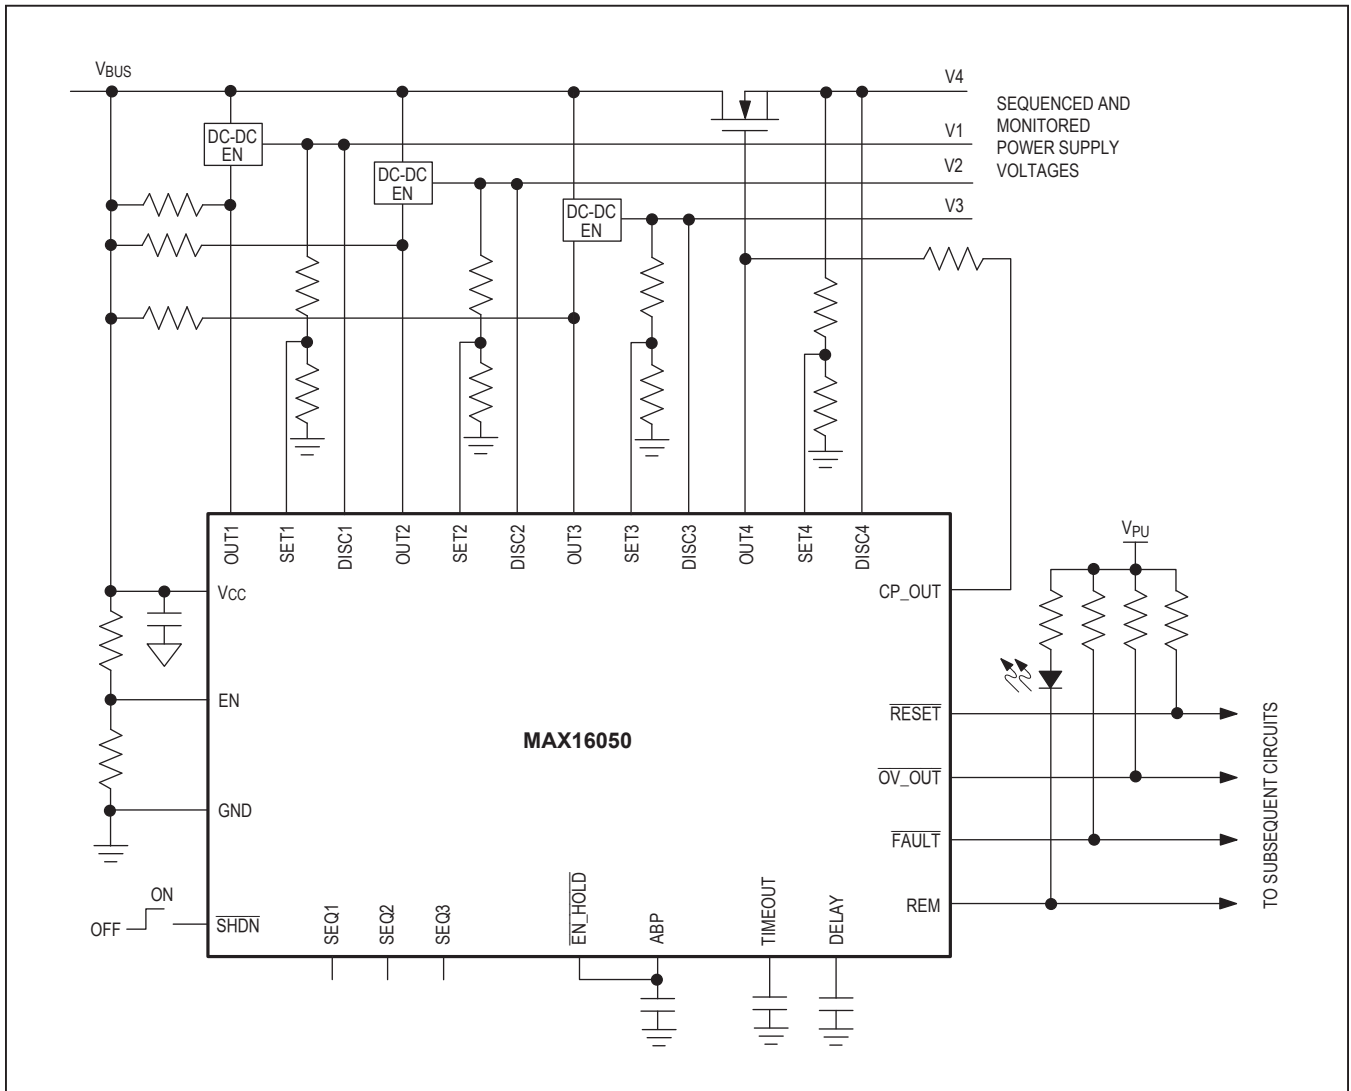 VBUS
V4
SEQUENCED AND
MONITORED
POWER SUPPLY
VOLTAGES
DC-DC
EN
V1
DC-DC
EN
V2
DC-DC
EN
V3
OUT1
SET1
DISC1
OUT2
SET2
DISC2
OUT3
SET3
DISC3
OUT4
SET4
DISC4
VPU
VCC
CP_OUT
EN
RESET
MAX16050
OV_OUT
GND
FAULT
REM
TO SUBSEQUENT CIRCUITS
ON
OFF
SHDN
SEQ1
SEQ2
SEQ3
EN_HOLD
ABP
TIMEOUT
DELAY